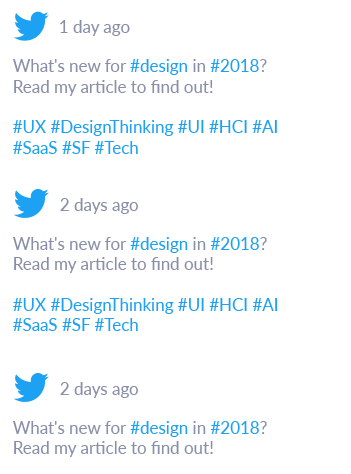 1 day ago
What's new for #design in #2018?
Read my article to find out!
#UX #DesignThinking #UI #HCI #AI
#SaaS #SF #Tech
2 days ago
What's new for #design in #2018?
Read my article to find out!
#UX #DesignThinking #UI #HCI #AI
#SaaS #SF #Tech
2 days ago
What's new for #design in #2018?
Read my article to find out!